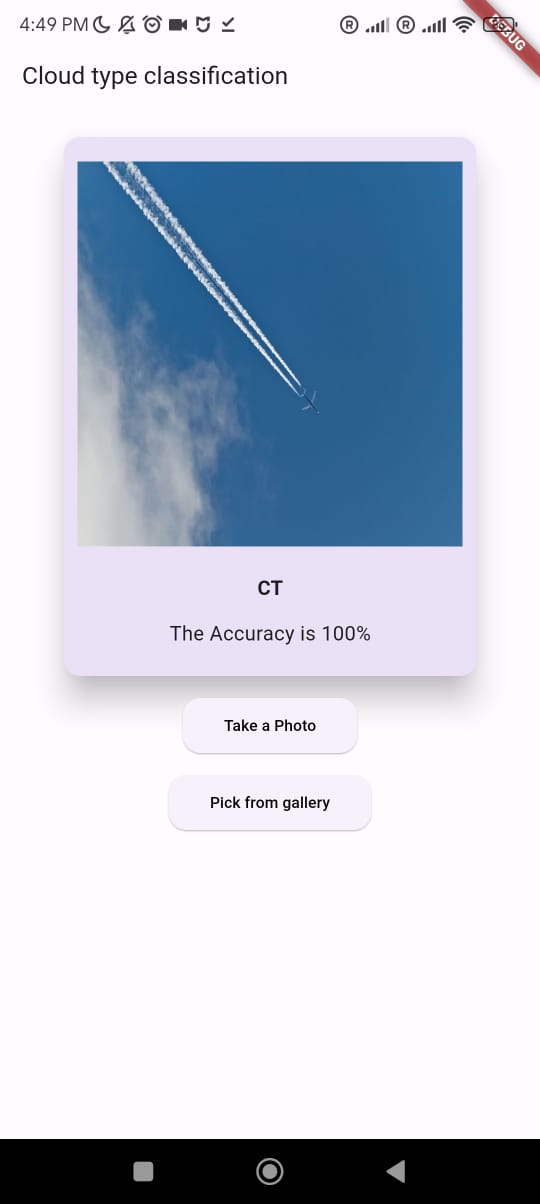 4:49 PM
DEBUG
Cloud type classification
CT
The Accuracy is 100%
Take a Photo
Pick from gallery